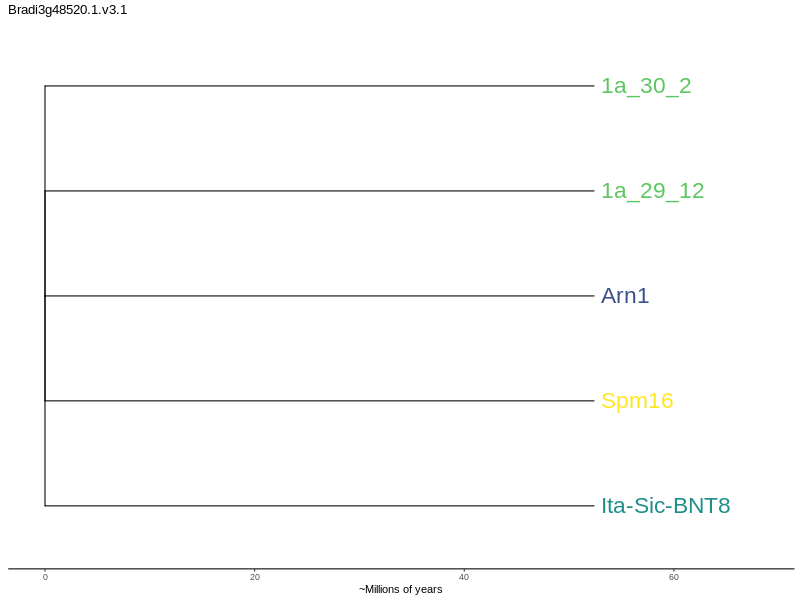 Bradi3g48520.1.v3.1
1a_30_2
1a_29_12
Arn1
Spm16
Ita-Sic-BNT8
0 20 40 60
~Millions of years